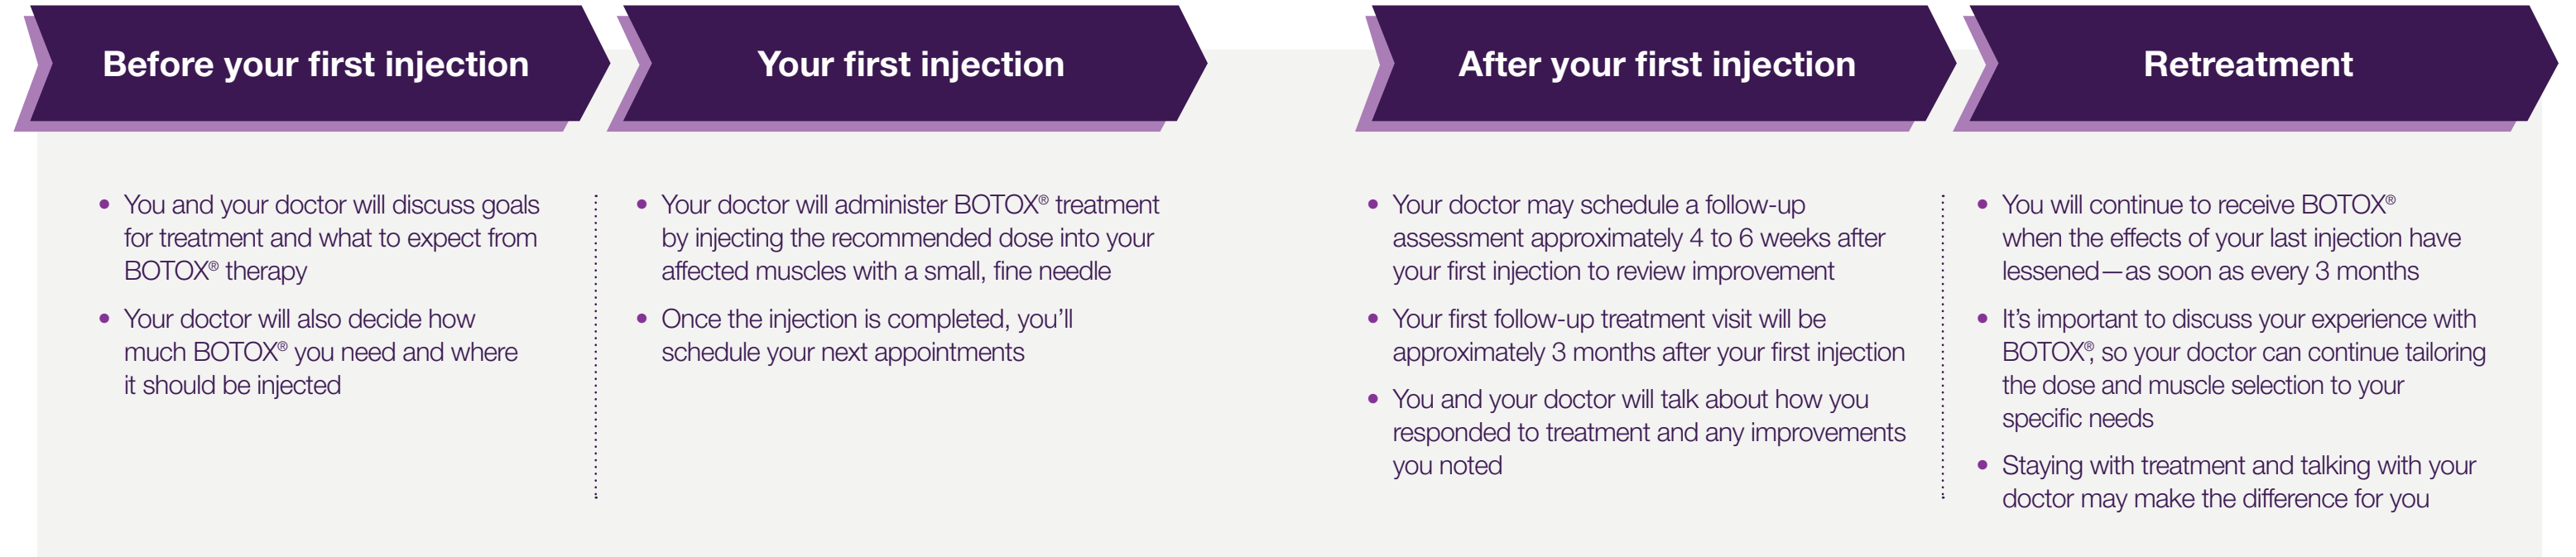 Before your first injection
• You and your doctor will discuss goals
for treatment and what to expect from
BOTOX® therapy
• Your doctor will also decide how
much BOTOX® you need and where
it should be injected
Your first injection
• Your doctor will administer BOTOX® treatment
by injecting the recommended dose into your
affected muscles with a small, fine needle
• Once the injection is completed, you’ll
schedule your next appointments
After your first injection
• Your doctor may schedule a follow-up
assessment approximately 4 to 6 weeks after
your first injection to review improvement
• Your first follow-up treatment visit will be
approximately 3 months after your first injection
• You and your doctor will talk about how you
responded to treatment and any improvements
you noted
Retreatment
• You will continue to receive BOTOX®
when the effects of your last injection have
lessened—as soon as every 3 months
• It’s important to discuss your experience with
BOTOX®, so your doctor can continue tailoring
the dose and muscle selection to your
specific needs
• Staying with treatment and talking with your
doctor may make the difference for you